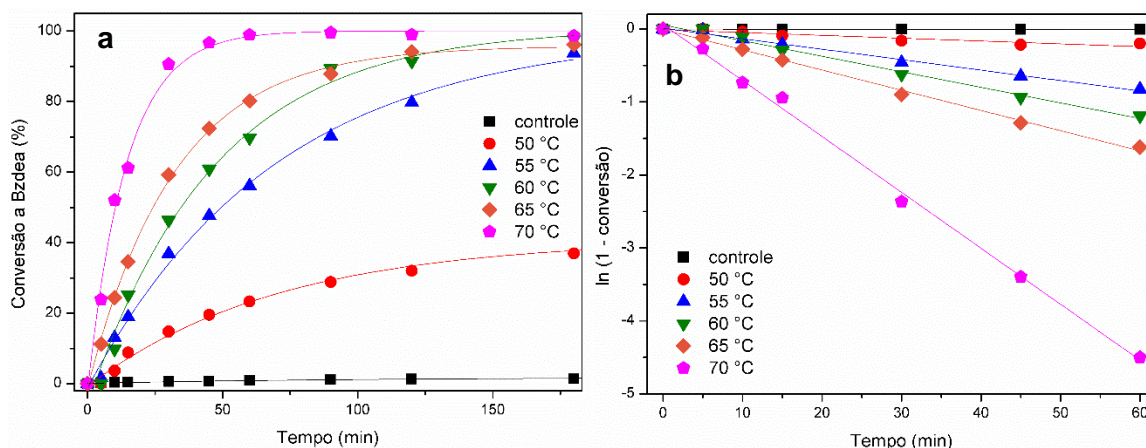 a
Conversão a Bzdea (%)
100
80
60
40
20
0
controle
50 °C
55 °C
60 °C
65 °C
70 °C
0 50 100 150
Tempo (min)
b
ln (1 - conversão)
0
-1
-2
-3
-4
-5
controle
50 °C
55 °C
60 °C
65 °C
70 °C
0 10 20 30 40 50 60
Tempo (min)